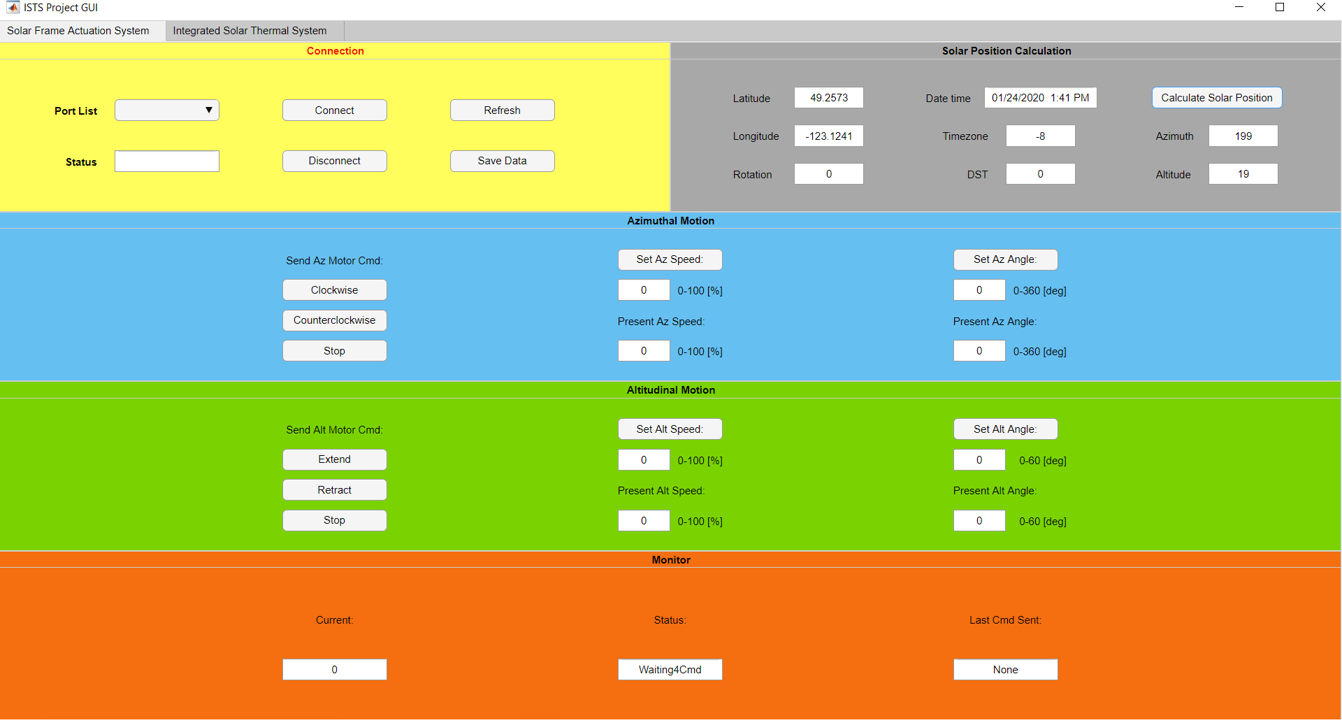 ISTS Project GUI
Solar Frame Actuation System Integrated Solar Thermal System
Connection
Port List Connect Refresh
Status Disconnect Save Data
Solar Position Calculation
Latitude 49.2573 Date time 01/24/2020 1:41 PM Calculate Solar Position
Longitude -123.1241 Timezone -8 Azimuth 199
Rotation 0 DST 0 Altitude 19
Azimuthal Motion
Send Az Motor Cmd: Set Az Speed: Set Az Angle:
Clockwise 0 0-100 [%] 0 0-360 [deg]
Counterclockwise Present Az Speed: Present Az Angle:
Stop 0 0-100 [%] 0 0-360 [deg]
Altitudinal Motion
Send Alt Motor Cmd: Set Alt Speed: Set Alt Angle:
Extend 0 0-100 [%] 0 0-60 [deg]
Retract Present Alt Speed: Present Alt Angle:
Stop 0 0-100 [%] 0 0-60 [deg]
Monitor
Current: Status: Last Cmd Sent:
0 Waiting4Cmd None